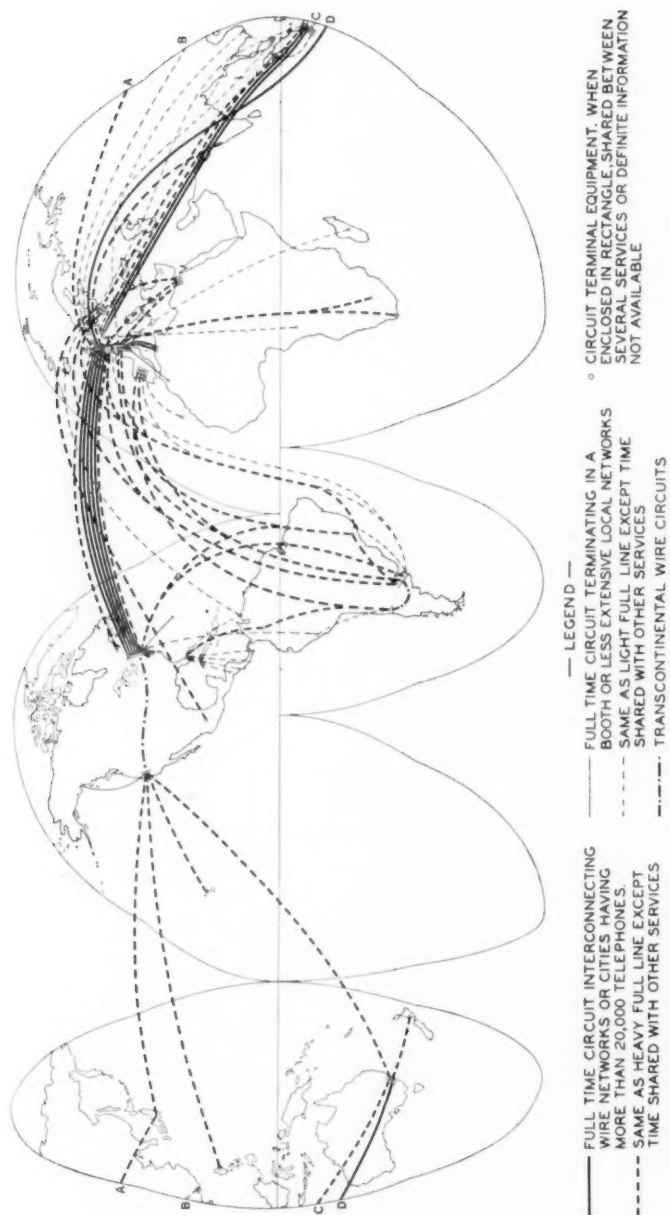 A
B
C
D
A
B
C
D
— LEGEND —
FULL TIME CIRCUIT INTERCONNECTING
WIRE NETWORKS OR CITIES HAVING
MORE THAN 20,000 TELEPHONES.
SAME AS HEAVY FULL LINE EXCEPT
TIME SHARED WITH OTHER SERVICES
FULL TIME CIRCUIT TERMINATING IN A
BOOTH OR LESS EXTENSIVE LOCAL NETWORKS
SAME AS LIGHT FULL LINE EXCEPT TIME
SHARED WITH OTHER SERVICES
TRANSCONTINENTAL WIRE CIRCUITS
CIRCUIT TERMINAL EQUIPMENT. WHEN
ENCLOSED IN RECTANGLE, SHARED BETWEEN
SEVERAL SERVICES OR DEFINITE INFORMATION
NOT AVAILABLE